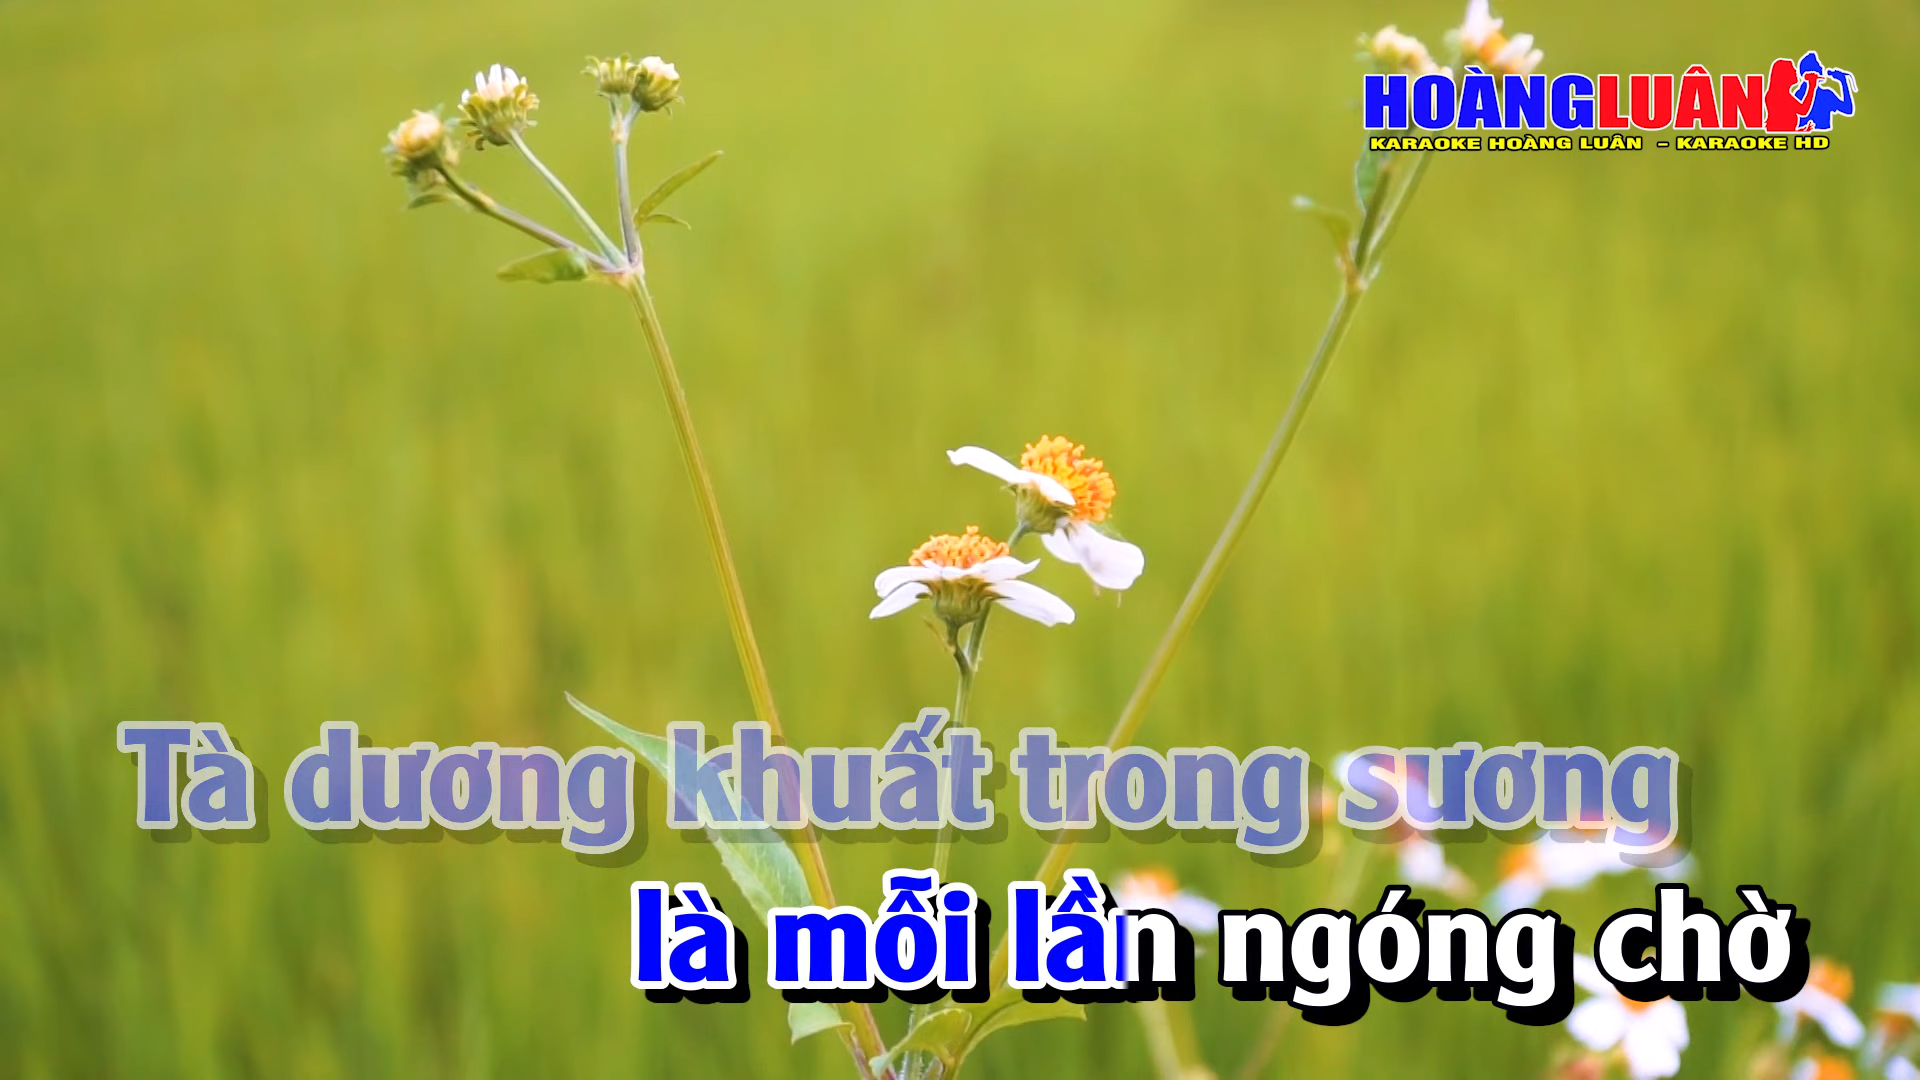 HOÀNGLUÂN
KARAOKE HOÀNG LUÂN - KARAOKE HD
Tà dương khuất trong sương
là mỗi lần ngóng chờ